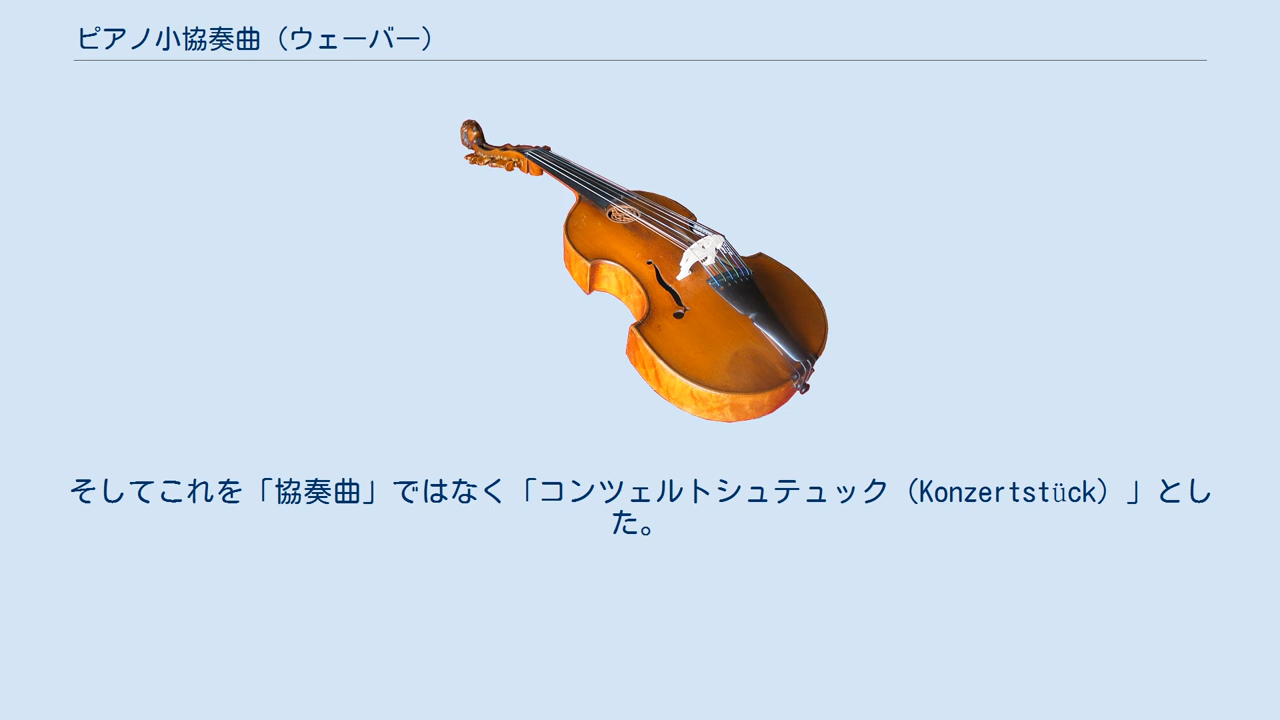 ピアノ小協奏曲（ウェーバー）
そしてこれを「協奏曲」ではなく「コンツェルトシュテュック（Konzertstück）」とし
た。